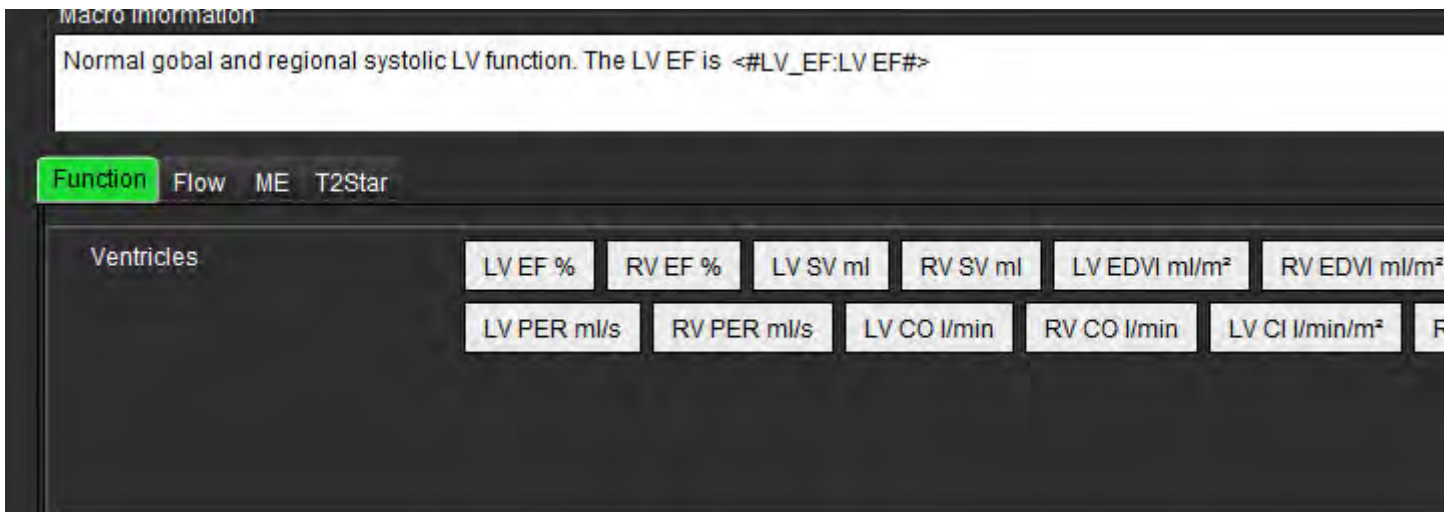 Macro Information
Normal gobal and regional systolic LV function. The LV EF is <#LV_EF:LV EF#>
Function Flow ME T2Star
Ventricles
LV EF % RV EF % LV SV ml RV SV ml LV EDVI ml/m² RV EDVI ml/m²
LV PER ml/s RV PER ml/s LV CO l/min RV CO l/min LV CI l/min/m²